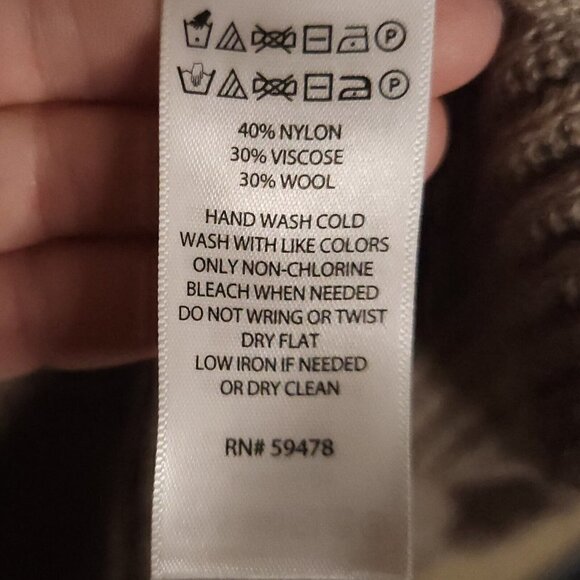 P
P
40% NYLON
30% VISCOSE
30% WOOL
HAND WASH COLD
WASH WITH LIKE COLORS
ONLY NON-CHLORINE
BLEACH WHEN NEEDED
DO NOT WRING OR TWIST
DRY FLAT
LOW IRON IF NEEDED
OR DRY CLEAN
RN# 59478